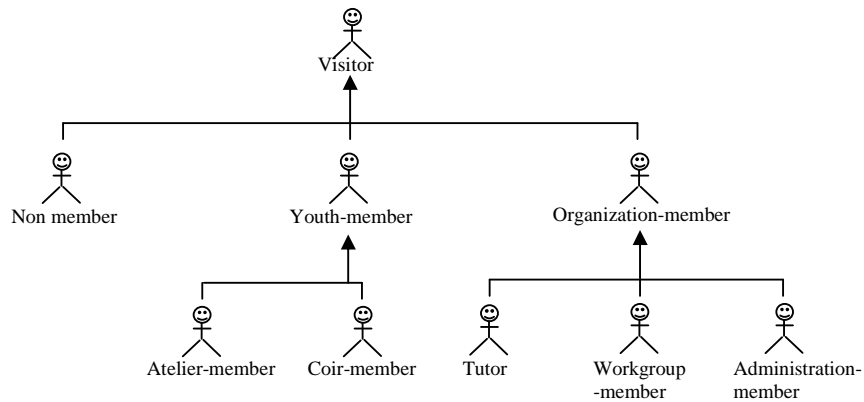 Visitor
Non member
Youth-member
Organization-member
Atelier-member
Coir-member
Tutor
Workgroup
-member
Administration-
member